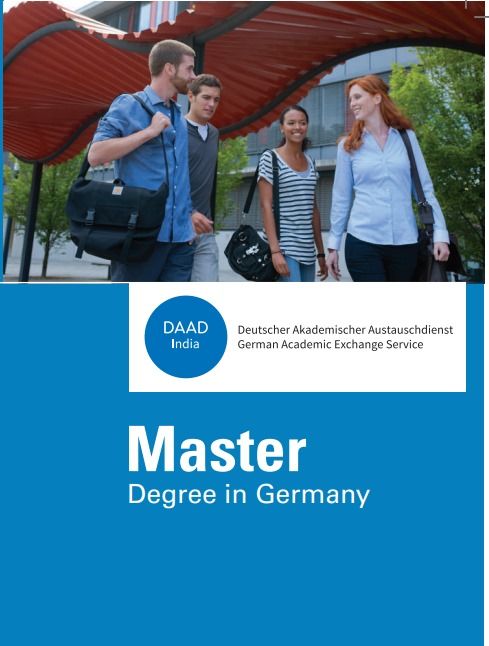 DAAD
India
Deutscher Akademischer Austauschdienst
German Academic Exchange Service
Master
Degree in Germany